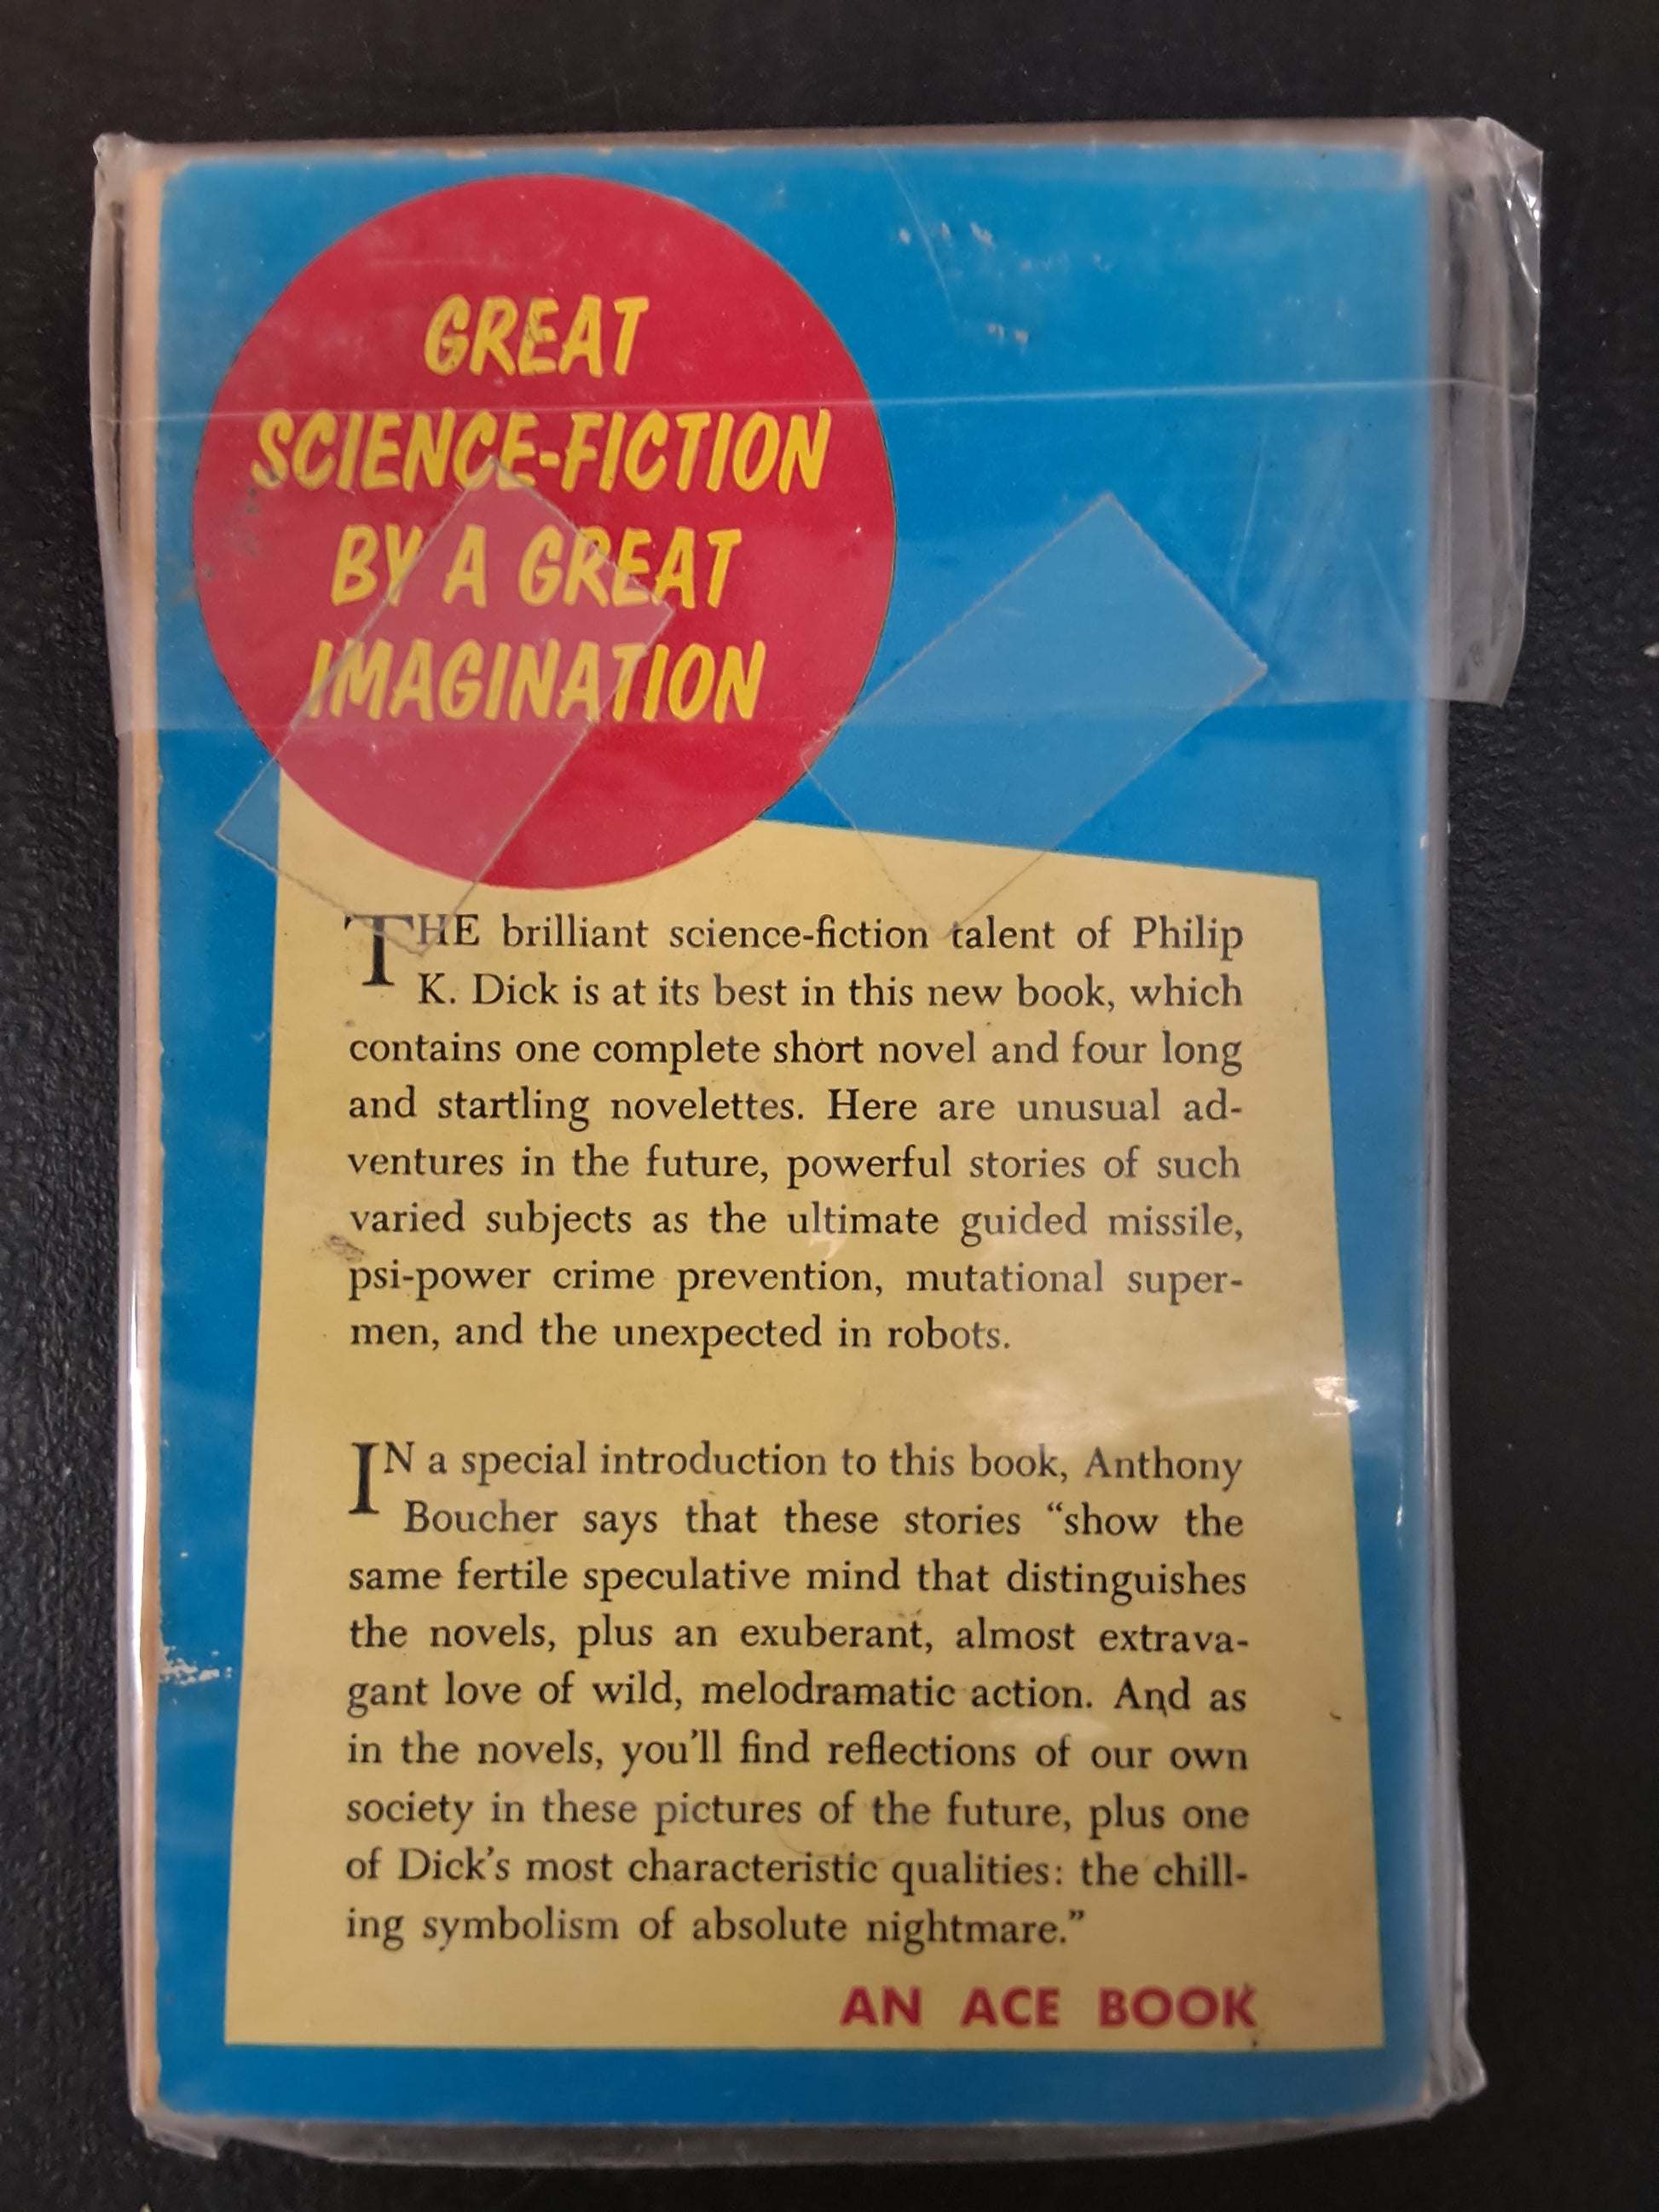 GREAT
SCIENCE-FICTION
BY A GREAT
IMAGINATION
THE brilliant science-fiction talent of Philip
K. Dick is at its best in this new book, which
contains one complete short novel and four long
and startling novelettes. Here are unusual ad-
ventures in the future, powerful stories of such
varied subjects as the ultimate guided missile,
psi-power crime prevention, mutational super-
men, and the unexpected in robots.
IN a special introduction to this book, Anthony
Boucher says that these stories “show the
same fertile speculative mind that distinguishes
the novels, plus an exuberant, almost extrava-
gant love of wild, melodramatic action. And as
in the novels, you’ll find reflections of our own
society in these pictures of the future, plus one
of Dick’s most characteristic qualities: the chill-
ing symbolism of absolute nightmare.”
AN ACE BOOK